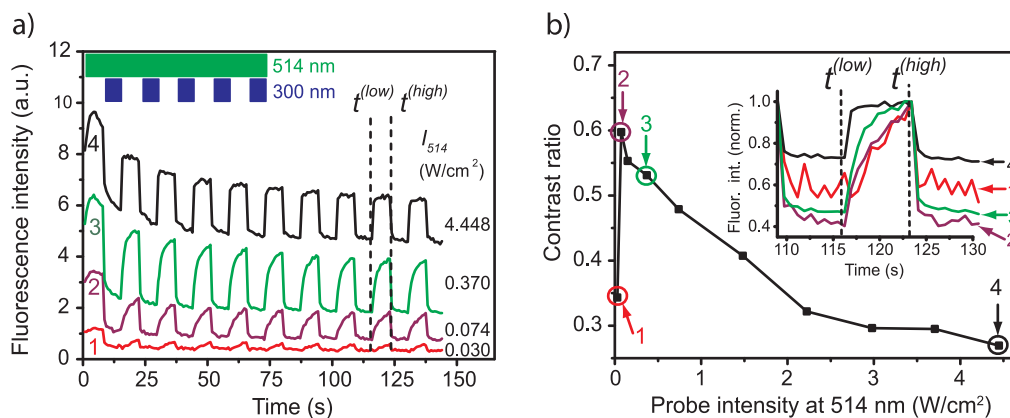 a)
Fluorescence intensity (a.u.)
12
10
8
6
4
2
0
514 nm
300 nm
t(low) t(high)
I514
(W/cm²)
4
3
2
1
4.448
0.370
0.074
0.030
0 25 50 75 100 125 150
Time (s)
b)
Contrast ratio
0.7
0.6
0.5
0.4
0.3
2
3
1
4
0 1 2 3 4
Probe intensity at 514 nm (W/cm²)
t(low) t(high)
Fluor. int. (norm.)
1.0
0.8
0.6
0.4
4
1
3
2
110 115 120 125 130
Time (s)